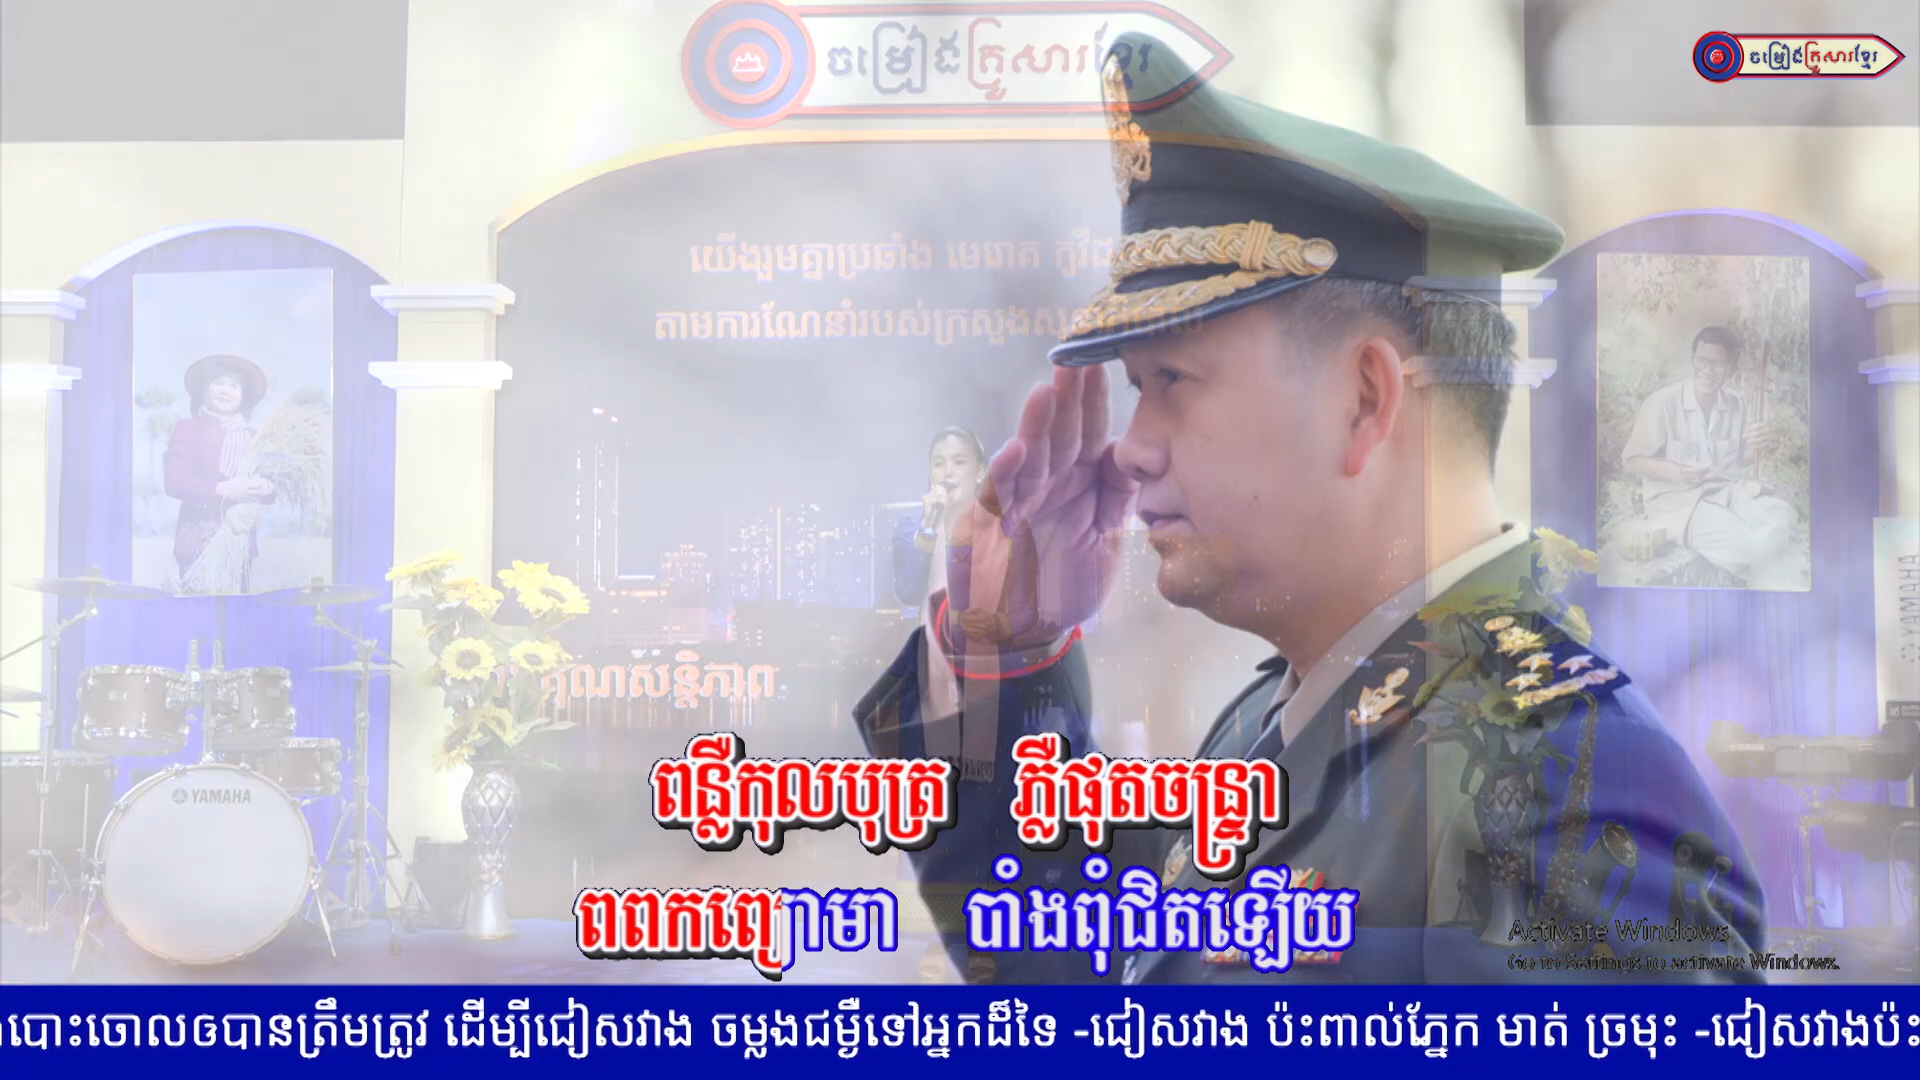 ចម្រៀងគ្រួសារខ្មែរ
ចម្រៀងគ្រួសារខ្មែរ
យើងរួមគ្នាប្រឆាំង មេរោគ កូវីដ
តាមការណែនាំរបស់ក្រសួង
គុណសន្តិភាព
YAMAHA
YAMAHA
ពន្លឺកុលបុត្រ ភ្លឺផុតចន្ទ្រា
ពពកព្យោមា បាំងពុំជិតឡើយ
Activate Windows
Go to Settings to activate Windows.
បោះចោលឲបានត្រឹមត្រូវ ដើម្បីជៀសវាង ចម្លងជម្ងឺទៅអ្នកដ៏ទៃ -ជៀសវាង ប៉ះពាល់ភ្នែក មាត់ ច្រមុះ -ជៀសវាងប៉ះ